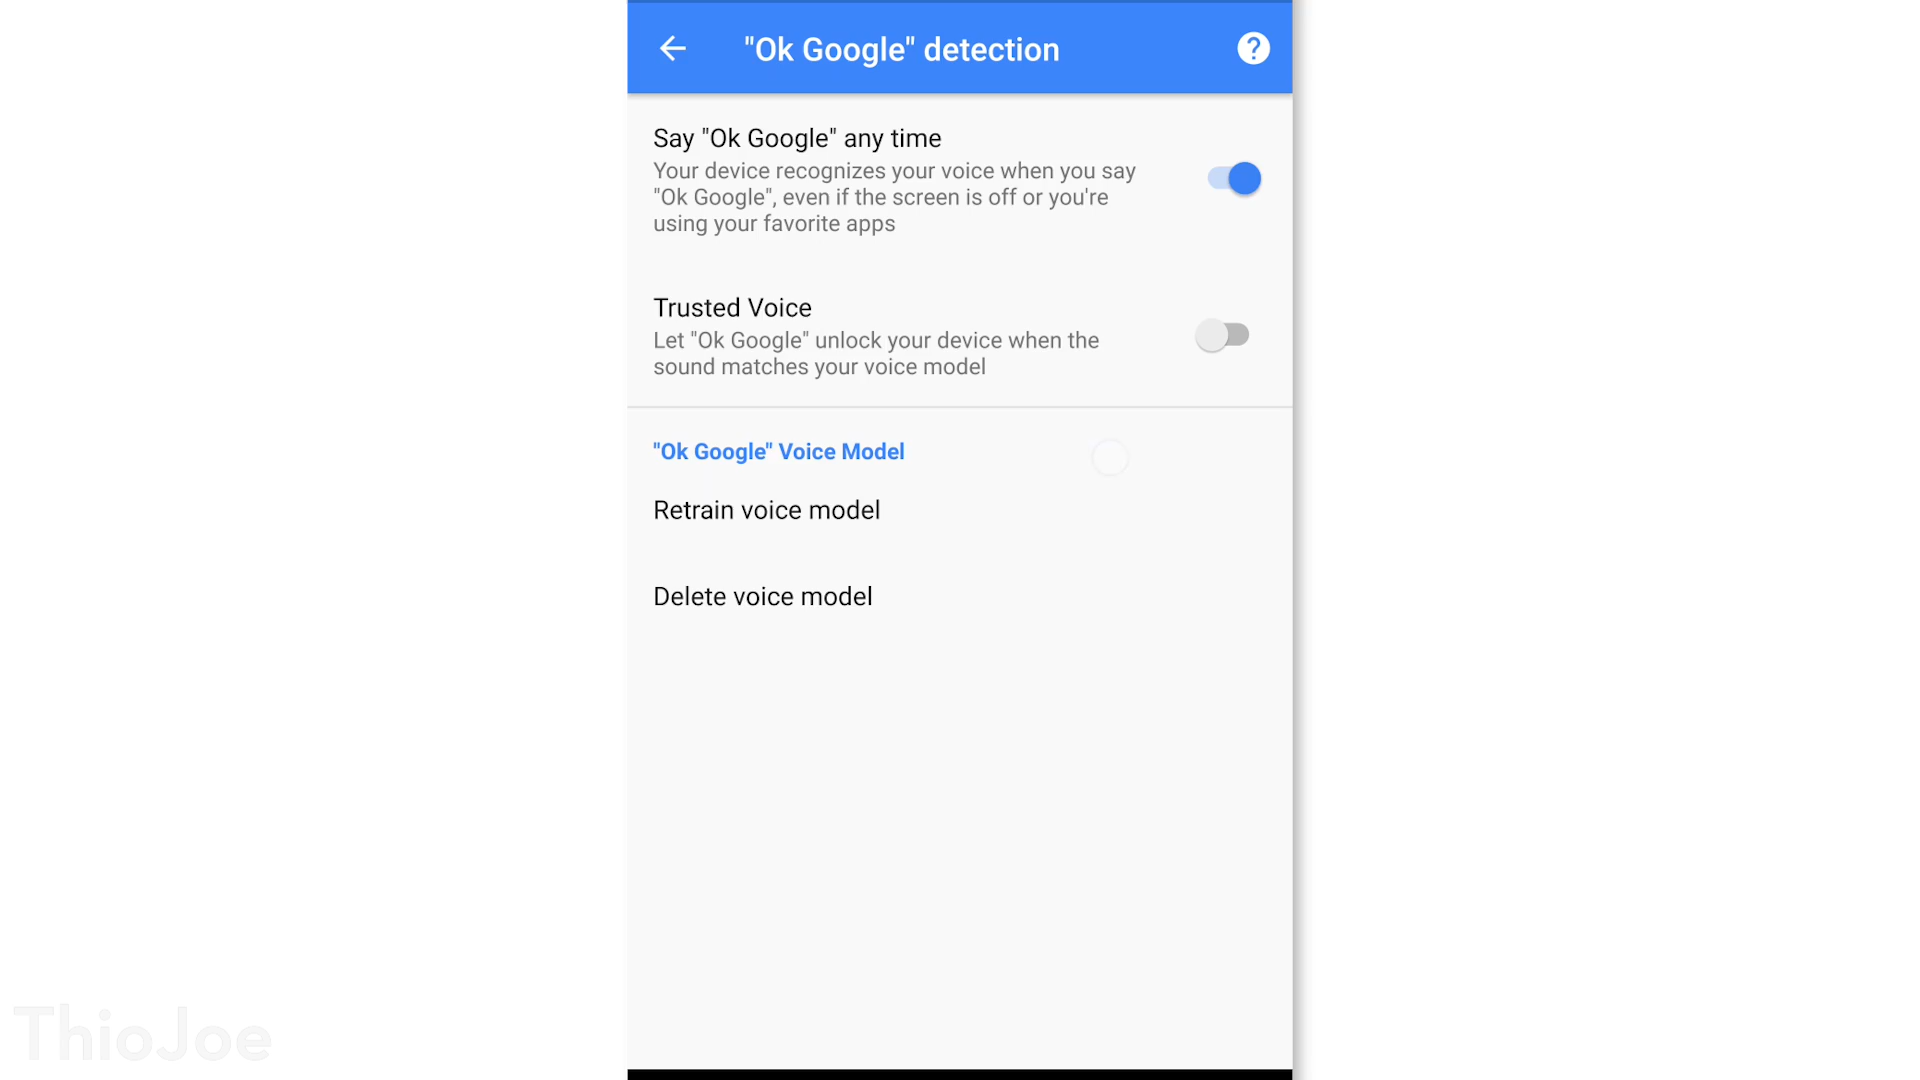 "Ok Google" detection
Say "Ok Google" any time
Your device recognizes your voice when you say
"Ok Google", even if the screen is off or you're
using your favorite apps
Trusted Voice
Let "Ok Google" unlock your device when the
sound matches your voice model
"Ok Google" Voice Model
Retrain voice model
Delete voice model
ThioJoe